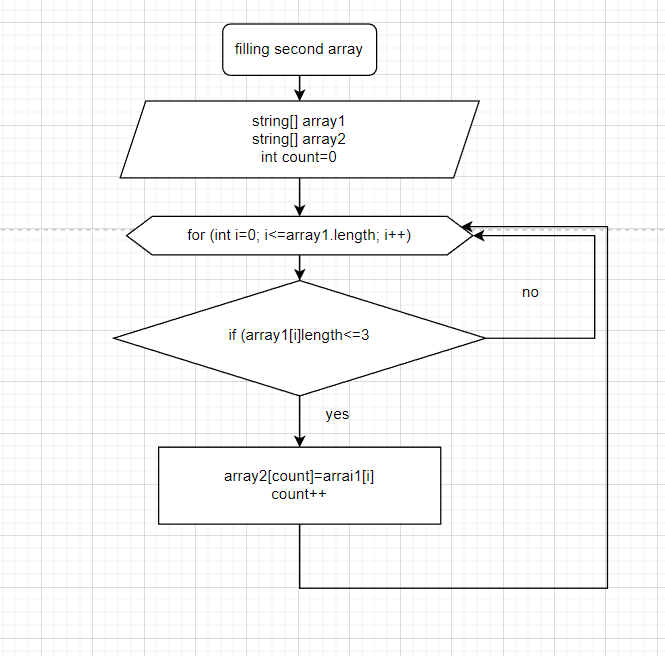 filling second array
string[] array1
string[] array2
int count=0
for (int i=0; i<=array1.length; i++)
if (array1[i]length<=3
no
yes
array2[count]=arrai1[i]
count++